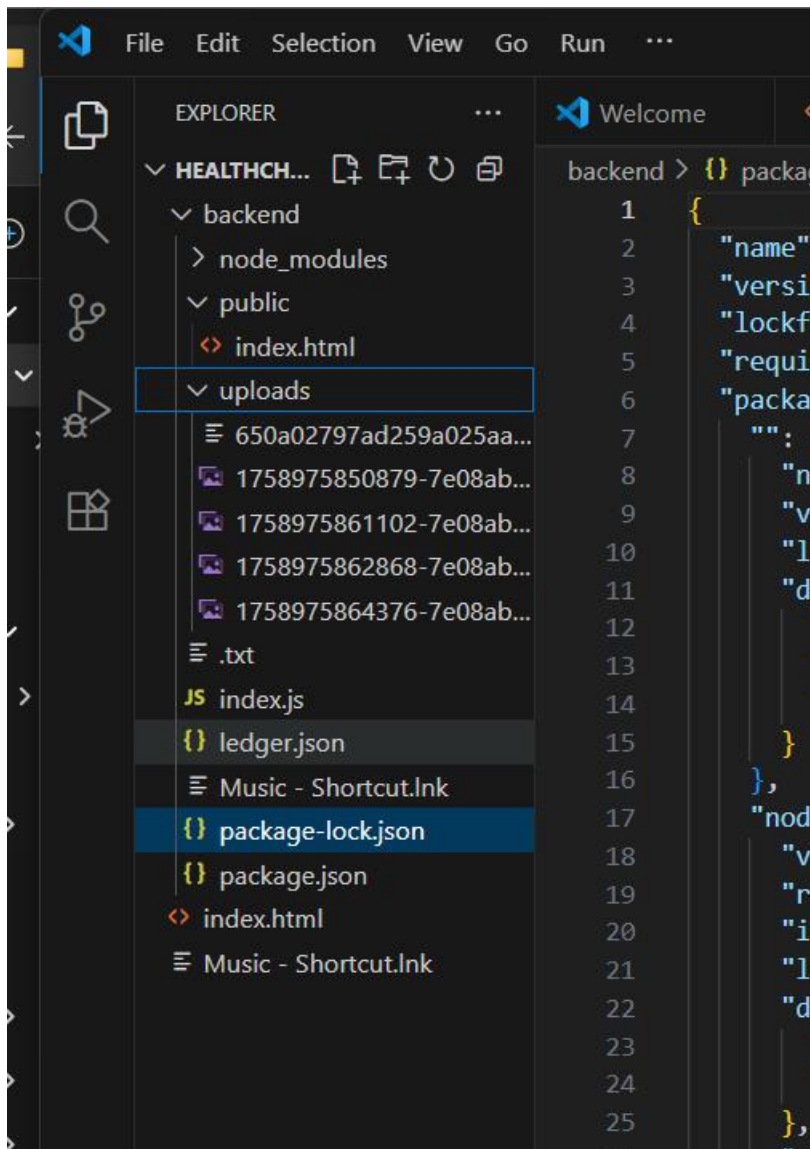 File Edit Selection View Go Run ...
EXPLORER ...
Welcome
HEALTHCH...
backend > {} packa
backend
node_modules
public
index.html
uploads
650a02797ad259a025aa...
1758975850879-7e08ab...
1758975861102-7e08ab...
1758975862868-7e08ab...
1758975864376-7e08ab...
.txt
JS index.js
{} ledger.json
Music - Shortcut.lnk
{} package-lock.json
{} package.json
index.html
Music - Shortcut.lnk
1 {
2 "name"
3 "versi
4 "lockf
5 "requi
6 "packa
7 "":
8 "n
9 "v
10 "l
11 "d
12
13
14
15 }
16 },
17 "nod
18 "v
19 "r
20 "i
21 "l
22 "d
23
24
25 },